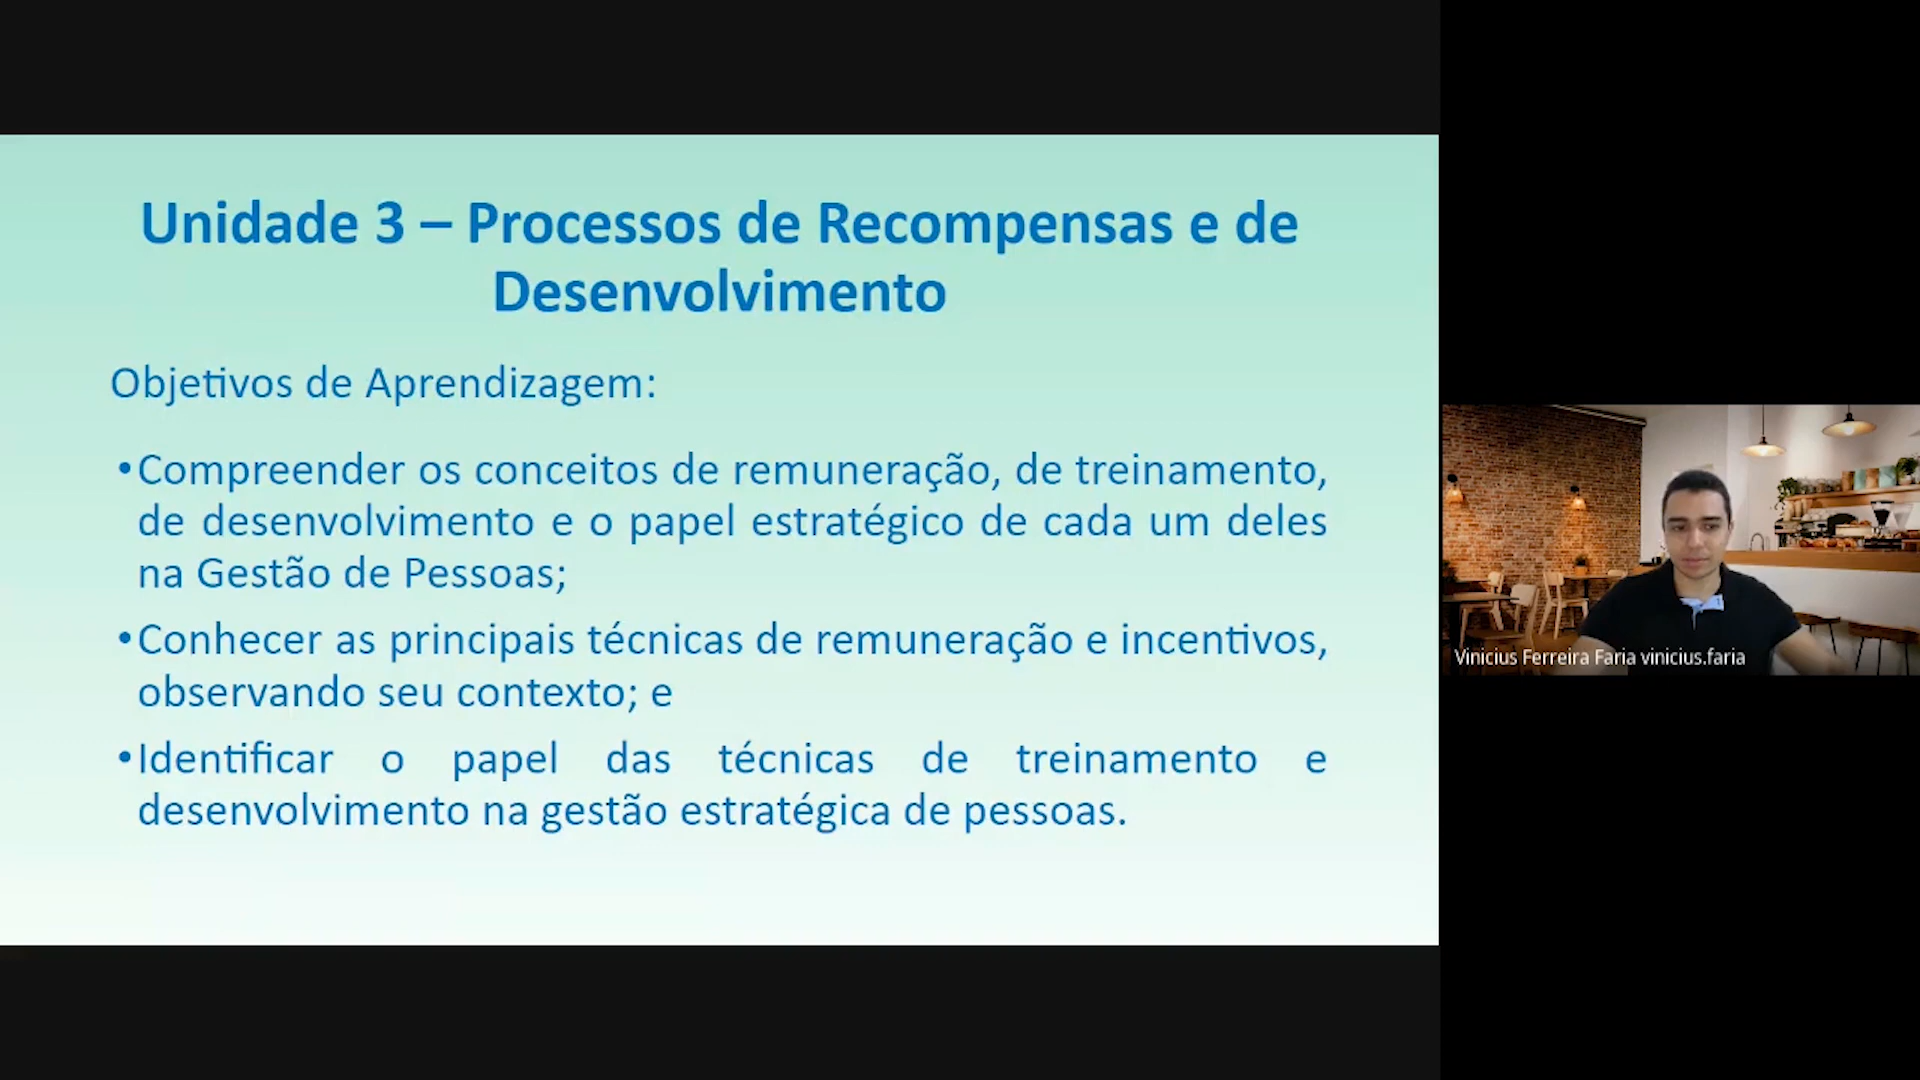 Unidade 3 – Processos de Recompensas e de
Desenvolvimento
Objetivos de Aprendizagem:
•Compreender os conceitos de remuneração, de treinamento,
de desenvolvimento e o papel estratégico de cada um deles
na Gestão de Pessoas;
•Conhecer as principais técnicas de remuneração e incentivos,
observando seu contexto; e
•Identificar o papel das técnicas de treinamento e
desenvolvimento na gestão estratégica de pessoas.
Vinicius Ferreira Faria vinicius.faria